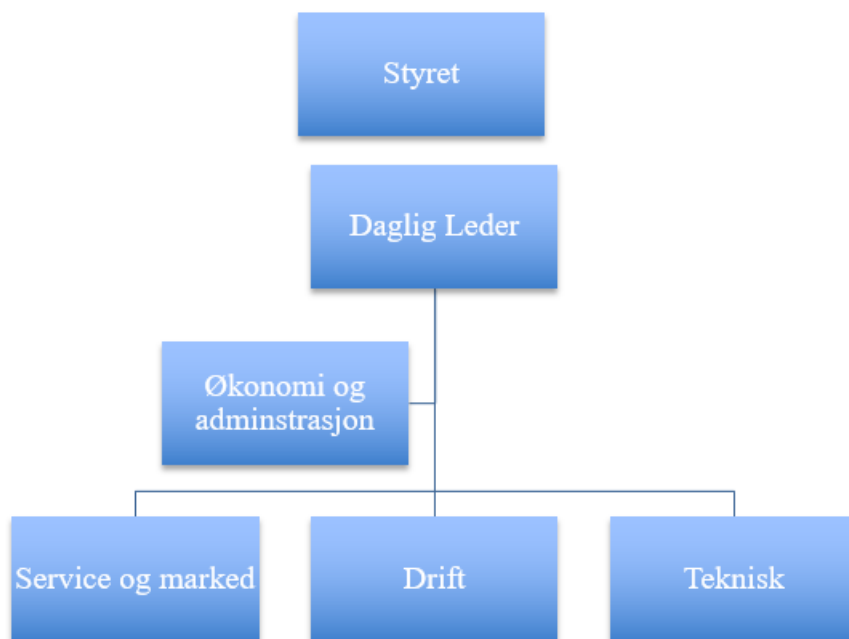 Styret
Daglig Leder
Økonomi og
adminstrasjon
Service og marked
Drift
Teknisk